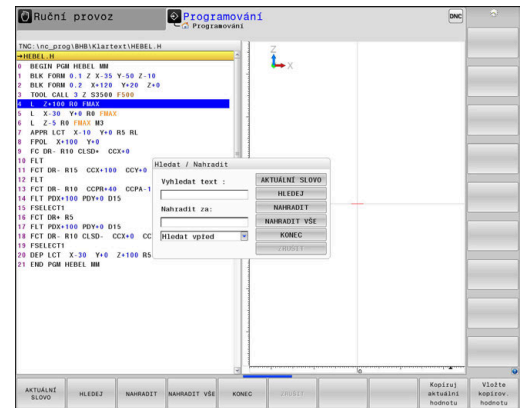 Ruční provoz
Programování
Programování
DNC
TNC:\nc_prog\BHB\Klartext\HEBEL.H
→HEBEL.H
0 BEGIN PGM HEBEL MM
1 BLK FORM 0.1 Z X-35 Y-50 Z-10
2 BLK FORM 0.2 X+120 Y+20 Z+0
3 TOOL CALL 3 Z S3500 F500
4 L Z+100 R0 FMAX
5 L X-30 Y+0 R0 FMAX
6 L Z-5 R0 FMAX M3
7 APPR LCT X-10 Y+0 R5 RL
8 FPOL X+100 Y+0
9 FC DR- R10 CLSD+ CCX+0
10 FLT
11 FCT DR- R15 CCX+100 CCY+0
12 FLT
13 FCT DR- R10 CCPR+40 CCPA-1
14 FLT PDX+100 PDY+0 D15
15 FSELECT1
16 FCT DR+ R5
17 FLT PDX+100 PDY+0 D15
18 FCT DR- R10 CLSD- CCX+0 CC
19 FSELECT1
20 DEP LCT X-30 Y+0 Z+100 R5
21 END PGM HEBEL MM
Z
X
Hledat / Nahradit
Vyhledat text :
Nahradit za:
Hledat vpřed
AKTUÁLNÍ SLOVO
HLEDEJ
NAHRADIT
NAHRADIT VŠE
KONEC
ZRUŠIT
0
AKTUÁLNÍ
SLOVO
HLEDEJ
NAHRADIT
NAHRADIT VŠE
KONEC
ZRUŠIT
Kopíruj
aktuální
hodnotu
Vložte
kopírov.
hodnotu